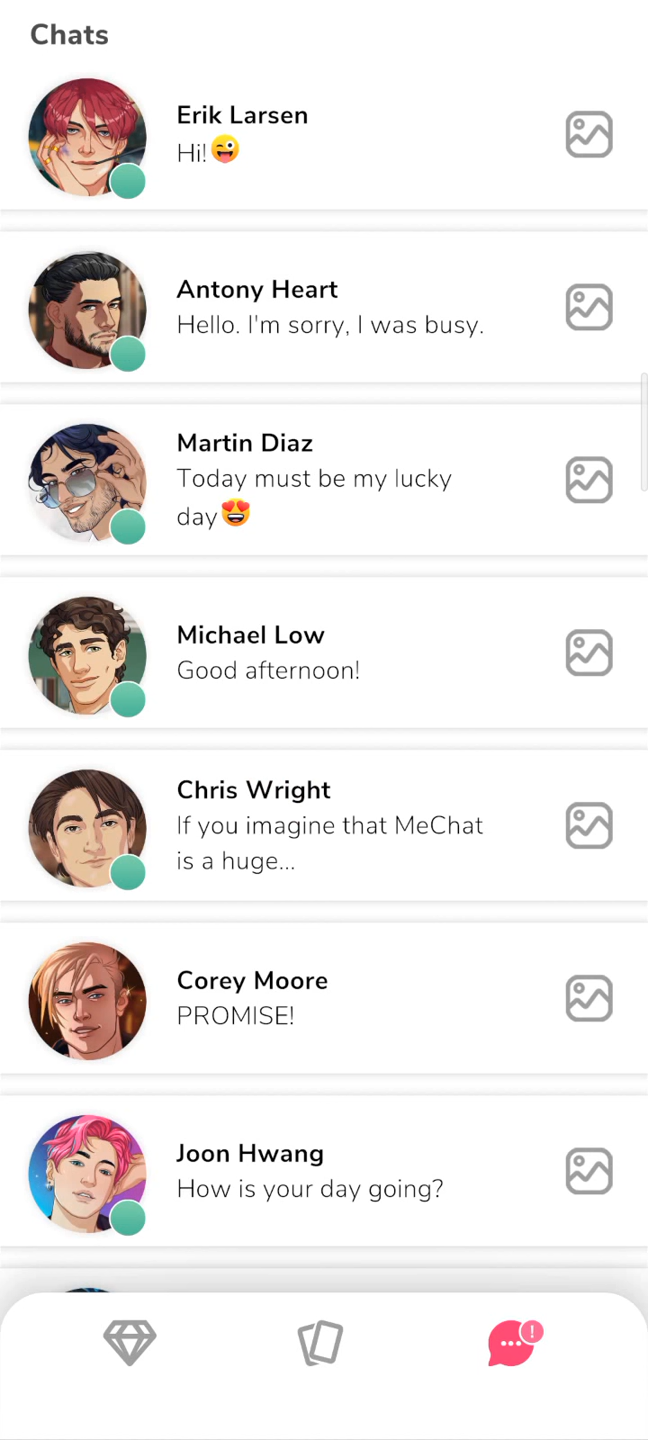 Chats
Erik Larsen
Hi!😜
Antony Heart
Hello. I'm sorry, I was busy.
Martin Diaz
Today must be my lucky
day😍
Michael Low
Good afternoon!
Chris Wright
If you imagine that MeChat
is a huge...
Corey Moore
PROMISE!
Joon Hwang
How is your day going?
!